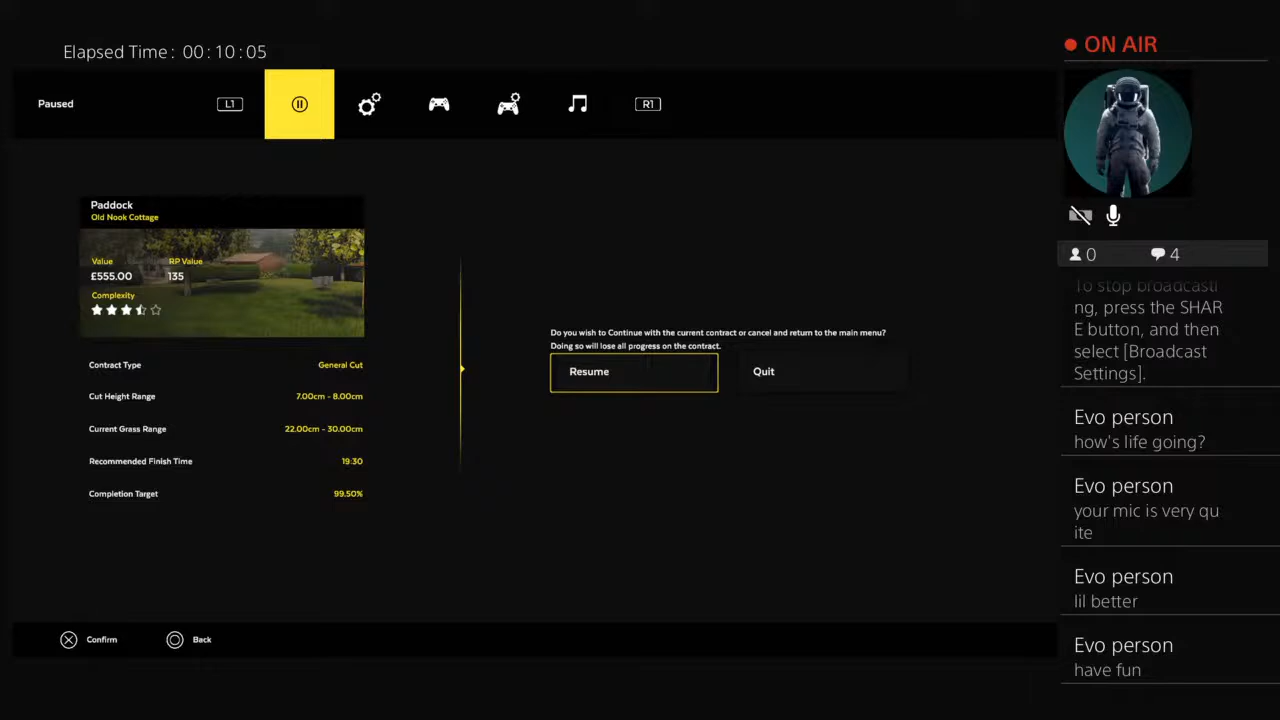 Elapsed Time: 00:10:05
ON AIR
Paused
L1
R1
Paddock
Old Nook Cottage
Value
RP Value
£555.00
135
Complexity
Contract Type
General Cut
Cut Height Range
7.00cm - 8.00cm
Current Grass Range
22.00cm - 30.00cm
Recommended Finish Time
19:30
Completion Target
99.50%
Do you wish to Continue with the current contract or cancel and return to the main menu?
Doing so will lose all progress on the contract.
Resume
Quit
Confirm
Back
0
4
To stop broadcasti
ng, press the SHAR
E button, and then
select [Broadcast
Settings].
Evo person
how's life going?
Evo person
your mic is very qu
ite
Evo person
lil better
Evo person
have fun